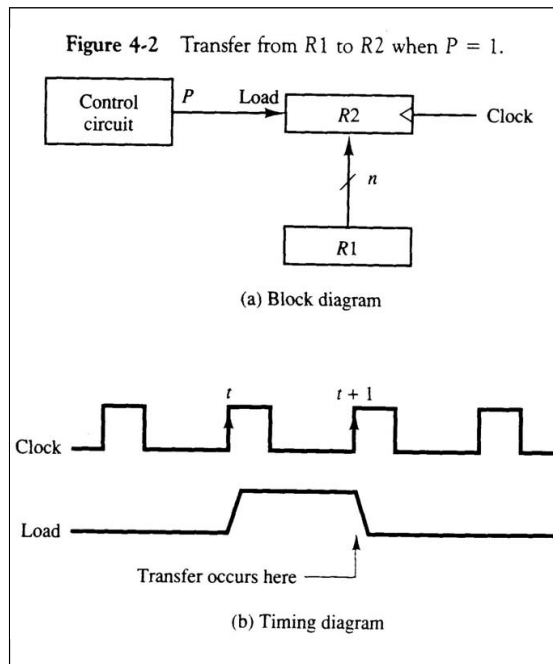 Figure 4-2 Transfer from R1 to R2 when P = 1.
Control
circuit
P
Load
R2
Clock
n
R1
(a) Block diagram
t
t + 1
Clock
Load
Transfer occurs here
(b) Timing diagram